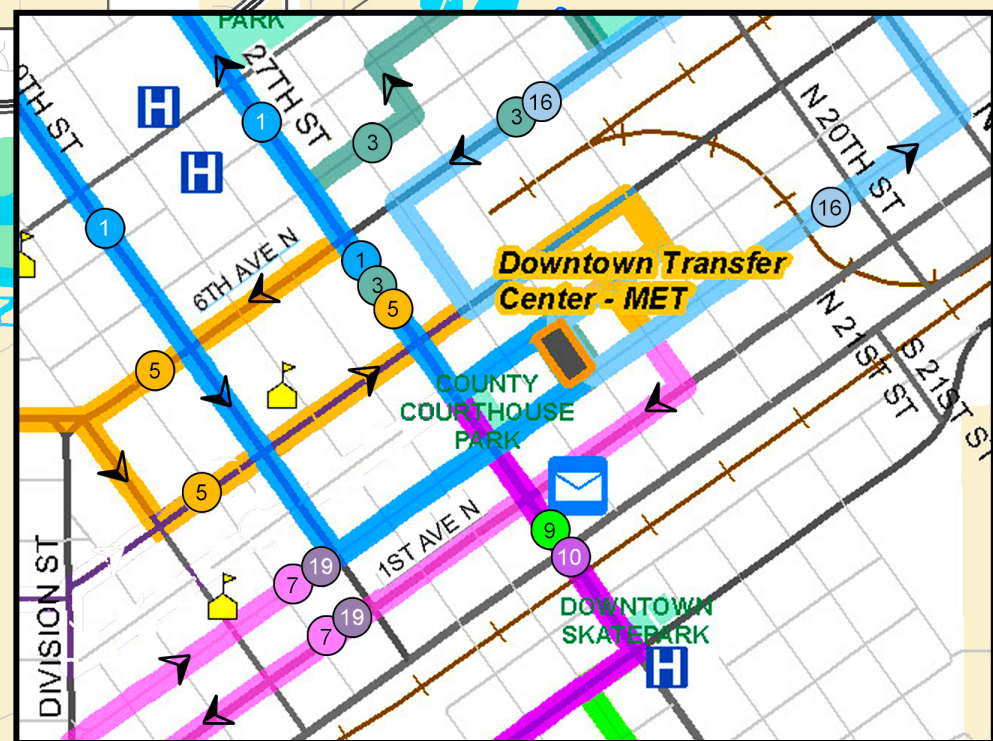 PARK
27TH ST
H
1
3
3
16
N 20TH ST
H
1
16
6TH AVE N
1
3
5
Downtown Transfer
Center - MET
N 21ST ST
S 21ST ST
5
COUNTY
COURTHOUSE
PARK
5
9
10
1ST AVE N
19
7
19
7
DIVISION ST
DOWNTOWN
SKATEPARK
H